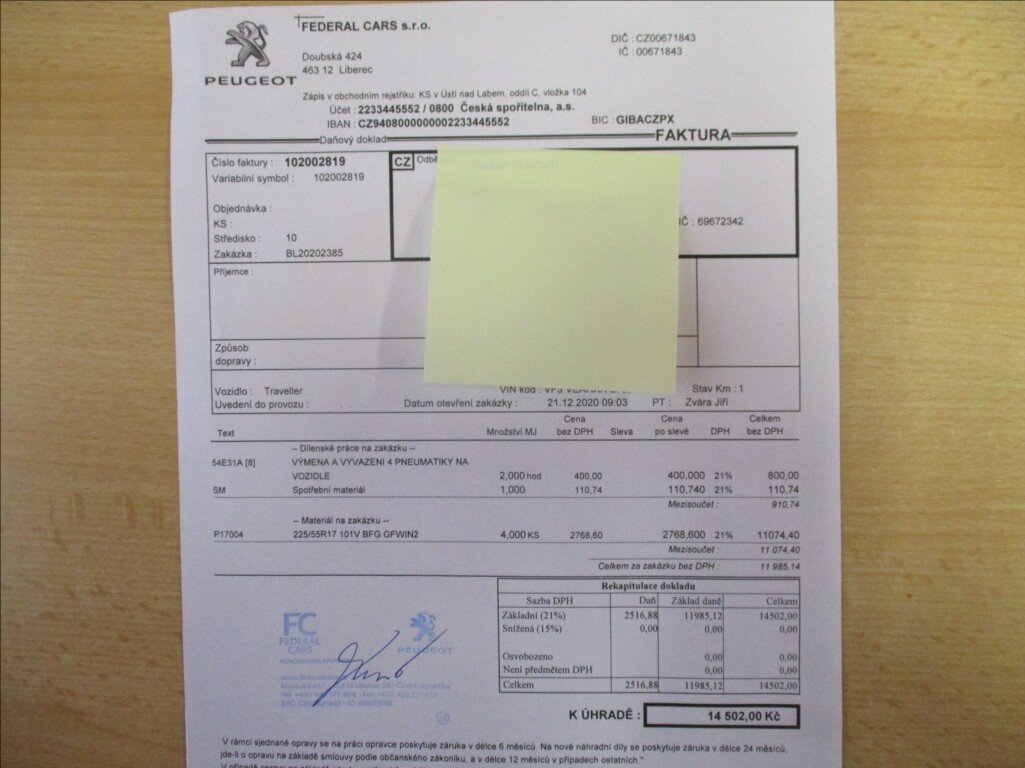 PEUGEOT
FEDERAL CARS s.r.o.
Doubská 424
463 12 Liberec
DIČ : CZ00671843
IČ : 00671843
Zápis v obchodním rejstříku: KS v Ústí nad Labem, oddíl C, vložka 104
Účet : 2233445552 / 0800 Česká spořitelna, a.s.
IBAN : CZ9408000000002233445552
BIC : GIBACZPX
Daňový doklad
FAKTURA
Číslo faktury : 102002819
Variabilní symbol : 102002819
Objednávka :
KS :
Středisko : 10
Zakázka : BL20202385
CZ Odbě
IČ : 69672342
Příjemce :
Způsob
dopravy :
Vozidlo : Traveller
VIN kód :
Stav Km : 1
Uvedení do provozu : . .
Datum otevření zakázky : 21.12.2020 09:03 PT : Zvára Jiří
Text Množství MJ Cena bez DPH Sleva Cena po slevě DPH Celkem bez DPH
-- Dílenské práce na zakázku --
54E31A [8] VÝMENA A VYVAZENI 4 PNEUMATIKY NA
VOZIDLE 2,000 hod 400,00 400,000 21% 800,00
SM Spotřební materiál 1,000 110,74 110,740 21% 110,74
Mezisoučet : 910,74
-- Materiál na zakázku --
P17004 225/55R17 101V BFG GFWIN2 4,000 KS 2768,60 2768,600 21% 11074,40
Mezisoučet : 11 074,40
Celkem za zakázku bez DPH : 11 985,14
Rekapitulace dokladu
Sazba DPH Daň Základ daně Celkem
Základní (21%) 2516,88 11985,12 14502,00
Snížená (15%) 0,00 0,00 0,00
Osvobozeno 0,00 0,00
Není předmětem DPH 0,00 0,00
Celkem 2516,88 11985,12 14502,00
FC
FEDERAL
CARS
PEUGEOT
K ÚHRADĚ : 14 502,00 Kč
V rámci sjednané opravy se na práci opravce poskytuje záruka v délce 6 měsíců. Na nové náhradní díly se poskytuje záruka v délce 24 měsíců,
jde-li o opravu na základě smlouvy podle občanského zákoníku, a v délce 12 měsíců v případech ostatních."